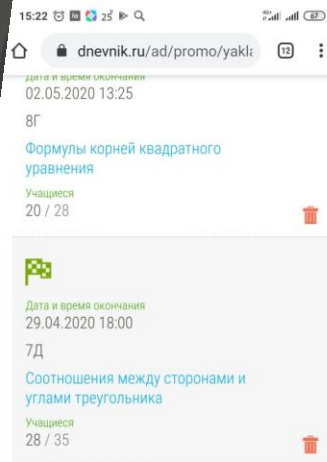 15:22
25°
67
dnevnik.ru/ad/promo/yakla
12
Дата и время окончания
02.05.2020 13:25
8Г
Формулы корней квадратного
уравнения
Учащиеся
20 / 28
Дата и время окончания
29.04.2020 18:00
7Д
Соотношения между сторонами и
углами треугольника
Учащиеся
28 / 35